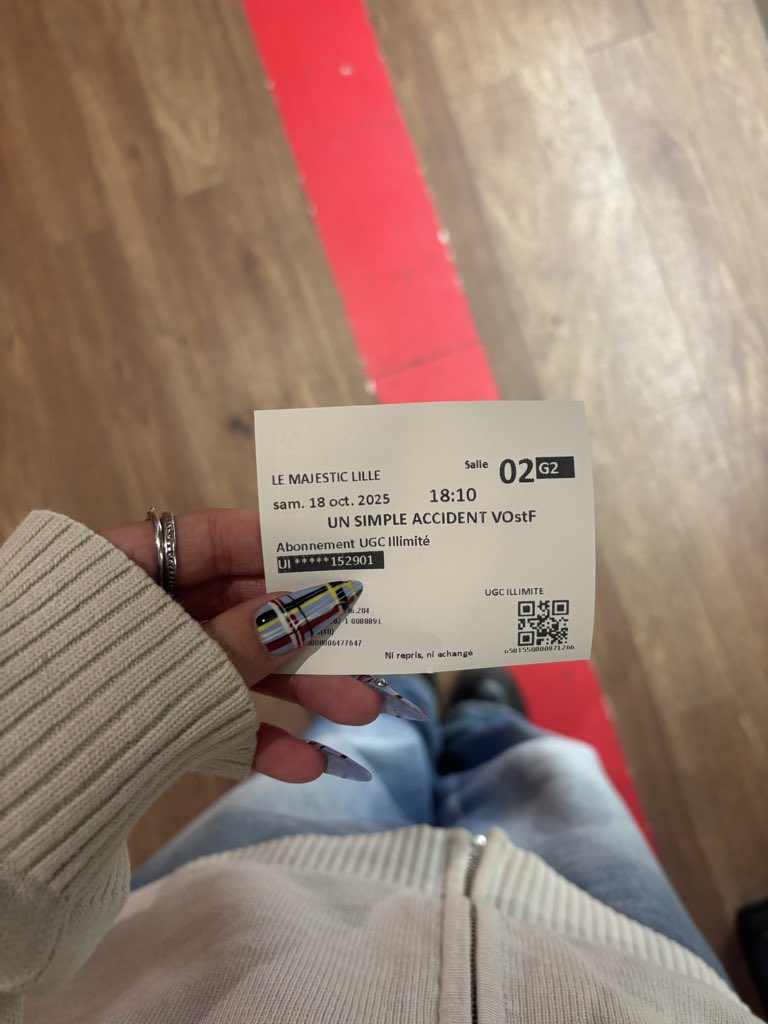 LE MAJESTIC LILLE
Salle 02 G2
sam. 18 oct. 2025 18:10
UN SIMPLE ACCIDENT VOstF
Abonnement UGC Illimité
UI *****152901
UGC ILLIMITE
Ni repris, ni echange